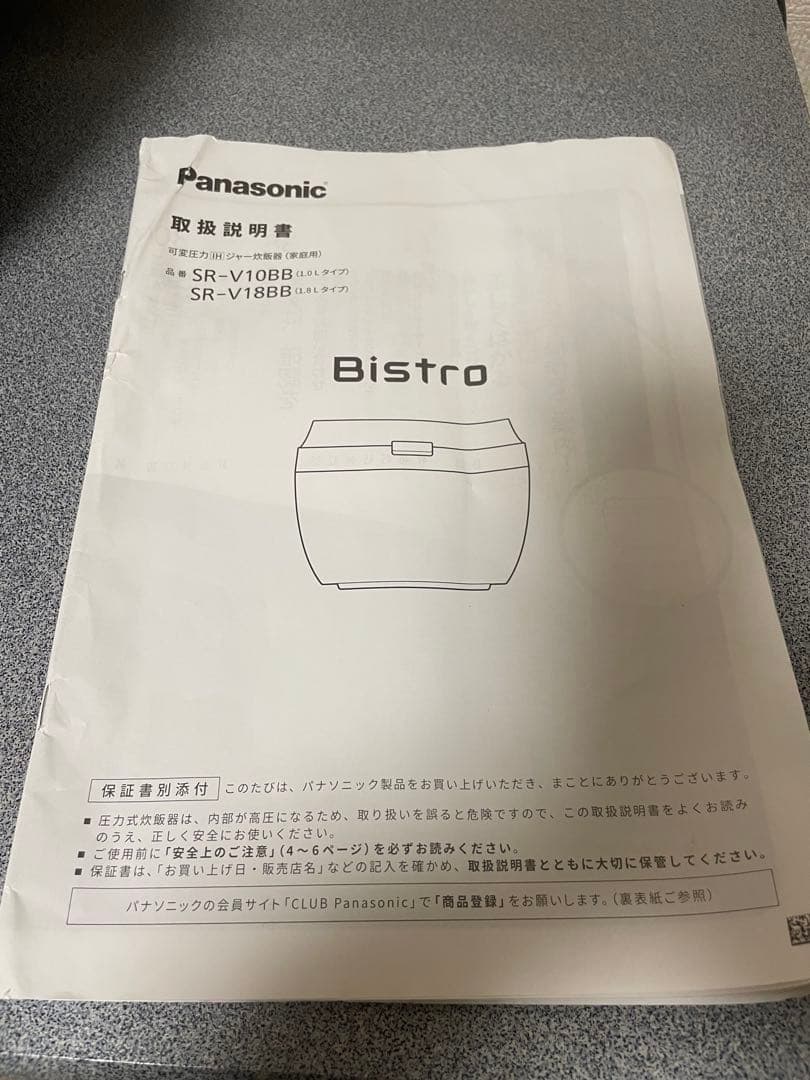 Panasonic
取扱説明書
可変圧力IHジャー炊飯器(家庭用)
品番 SR-V10BB(1.0Lタイプ)
SR-V18BB(1.8Lタイプ)
Bistro
保証書別添付 このたびは、パナソニック製品をお買い上げいただき、まことにありがとうございます。
■ 圧力式炊飯器は、内部が高圧になるため、取り扱いを誤ると危険ですので、この取扱説明書をよくお読み
のうえ、正しく安全にお使いください。
■ ご使用前に「安全上のご注意」(4〜6ページ)を必ずお読みください。
■ 保証書は、「お買い上げ日・販売店名」などの記入を確かめ、取扱説明書とともに大切に保管してください。
パナソニックの会員サイト「CLUB Panasonic」で「商品登録」をお願いします。(裏表紙ご参照)